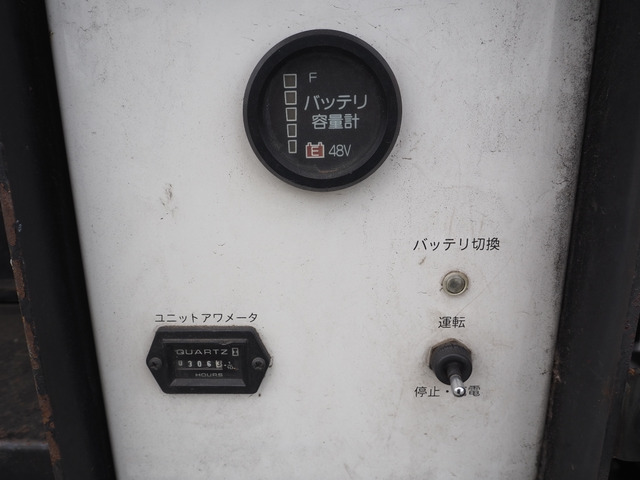 F
バッテリ
容量計
E 48V
バッテリ切換
ユニットアワメータ
運転
QUARTZ
HOURS
停止・